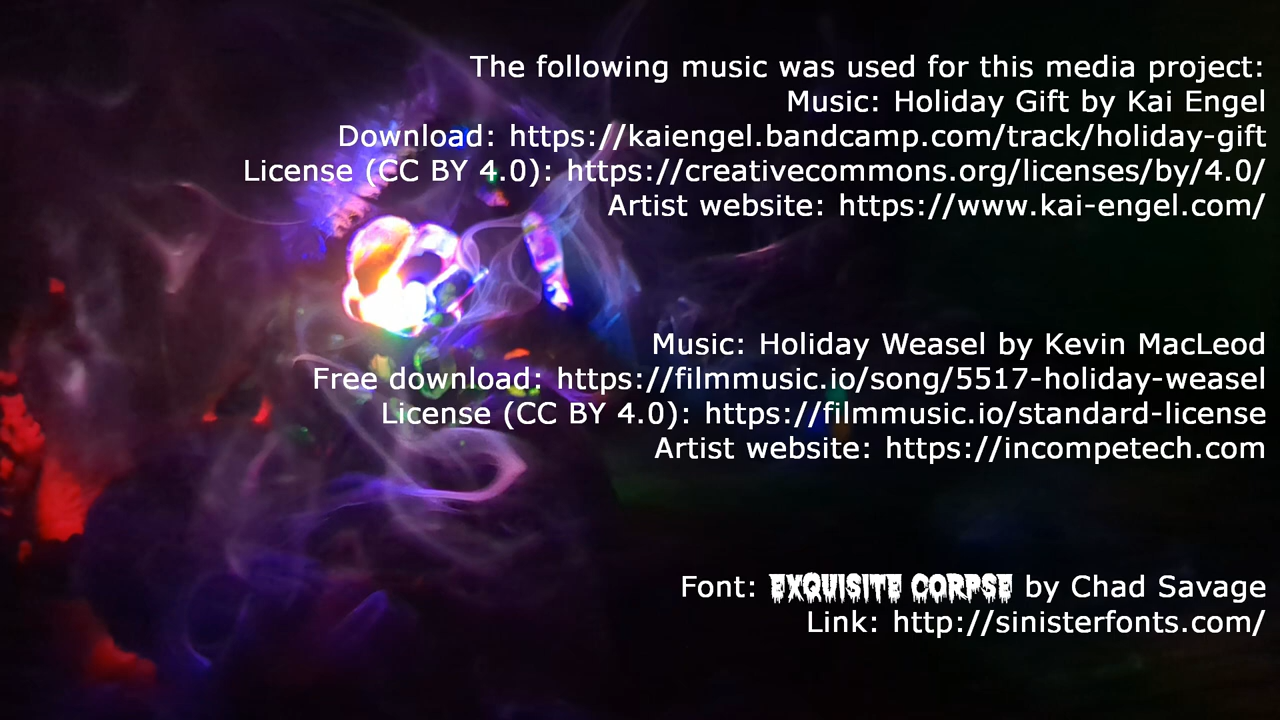 The following music was used for this media project:
Music: Holiday Gift by Kai Engel
Download: https://kaiengel.bandcamp.com/track/holiday-gift
License (CC BY 4.0): https://creativecommons.org/licenses/by/4.0/
Artist website: https://www.kai-engel.com/
Music: Holiday Weasel by Kevin MacLeod
Free download: https://filmmusic.io/song/5517-holiday-weasel
License (CC BY 4.0): https://filmmusic.io/standard-license
Artist website: https://incompetech.com
Font: EXQUISITE CORPSE by Chad Savage
Link: http://sinisterfonts.com/